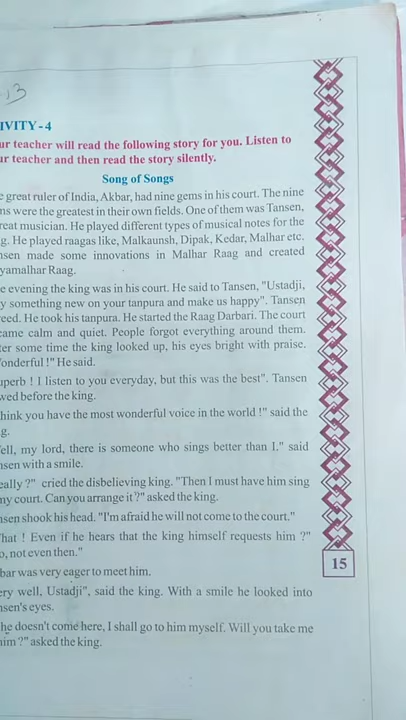 13
IVITY - 4
ur teacher will read the following story for you. Listen to
ur teacher and then read the story silently.
Song of Songs
e great ruler of India, Akbar, had nine gems in his court. The nine
ms were the greatest in their own fields. One of them was Tansen,
reat musician. He played different types of musical notes for the
g. He played raagas like, Malkaunsh, Dipak, Kedar, Malhar etc.
nsen made some innovations in Malhar Raag and created
yamalhar Raag.
e evening the king was in his court. He said to Tansen, "Ustadji,
y something new on your tanpura and make us happy". Tansen
reed. He took his tanpura. He started the Raag Darbari. The court
came calm and quiet. People forgot everything around them.
ter some time the king looked up, his eyes bright with praise.
onderful !" He said.
uperb ! I listen to you everyday, but this was the best". Tansen
wed before the king.
hink you have the most wonderful voice in the world !" said the
g.
ell, my lord, there is someone who sings better than I." said
nsen with a smile.
eally ?" cried the disbelieving king. "Then I must have him sing
my court. Can you arrange it ?" asked the king.
nsen shook his head. "I'm afraid he will not come to the court."
hat ! Even if he hears that the king himself requests him ?"
o, not even then."
bar was very eager to meet him.
ery well, Ustadji", said the king. With a smile he looked into
nsen's eyes.
he doesn't come here, I shall go to him myself. Will you take me
him ?" asked the king.
15